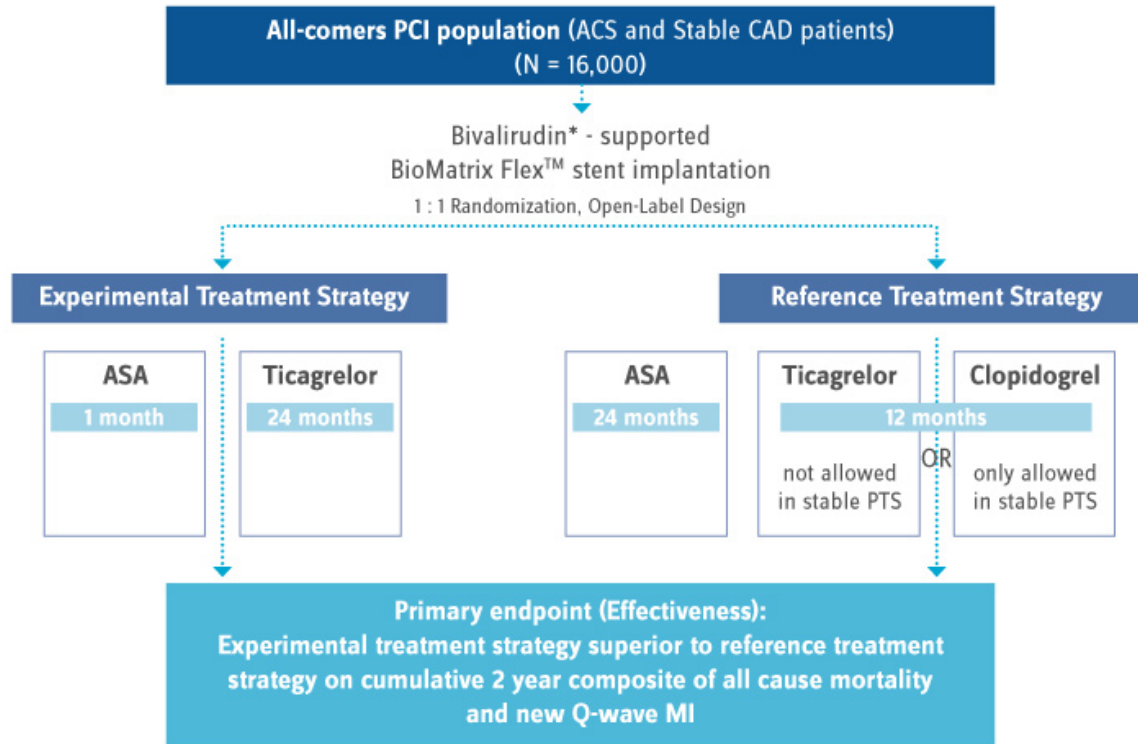 All-comers PCI population (ACS and Stable CAD patients)
(N = 16,000)
Bivalirudin* - supported
BioMatrix Flex™ stent implantation
1 : 1 Randomization, Open-Label Design
Experimental Treatment Strategy
Reference Treatment Strategy
ASA
1 month
Ticagrelor
24 months
ASA
24 months
Ticagrelor
Clopidogrel
12 months
OR
not allowed
in stable PTS
only allowed
in stable PTS
Primary endpoint (Effectiveness):
Experimental treatment strategy superior to reference treatment
strategy on cumulative 2 year composite of all cause mortality
and new Q-wave MI